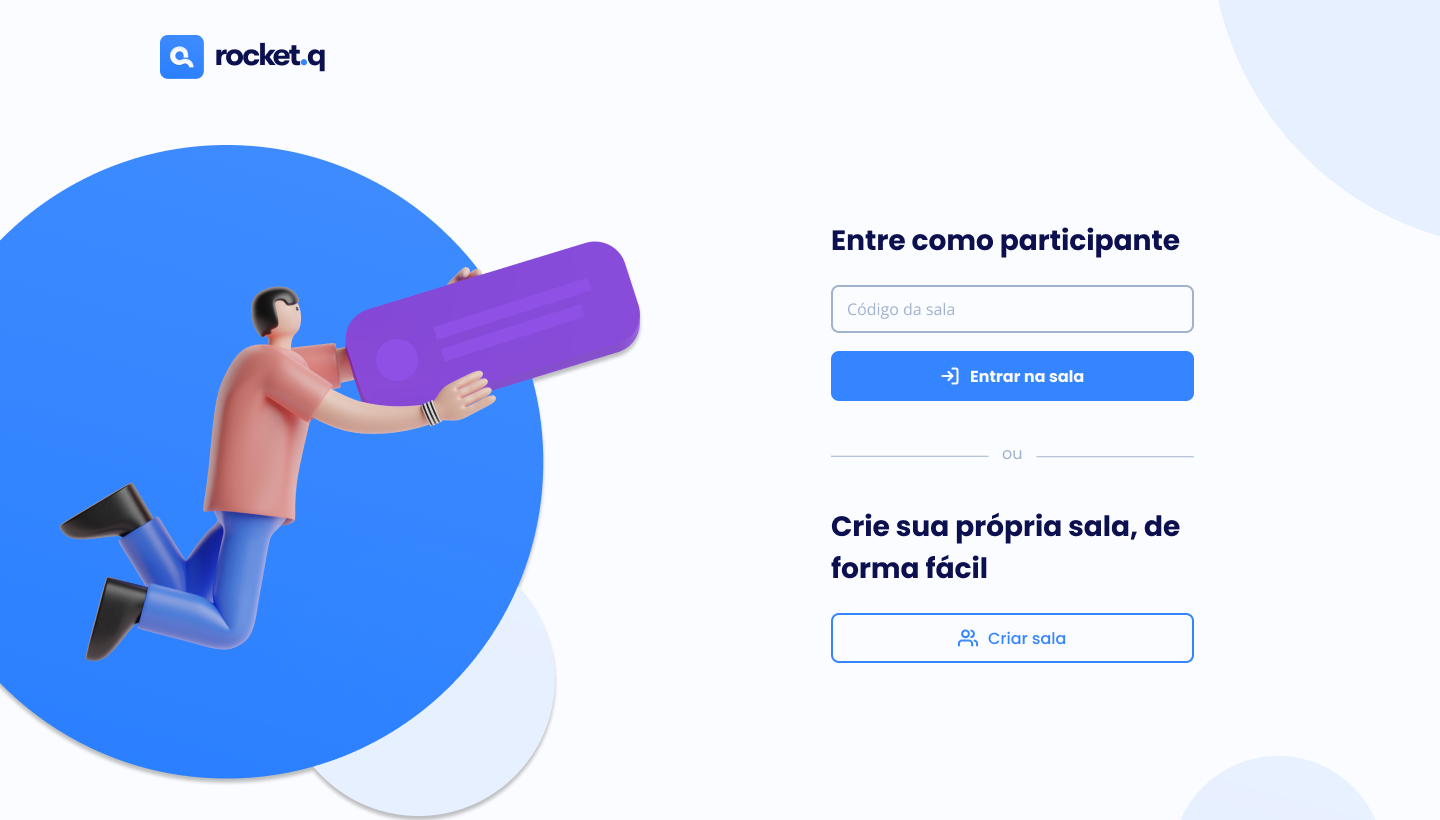 rocket.q
Entre como participante
Código da sala
Entrar na sala
ou
Crie sua própria sala, de
forma fácil
Criar sala